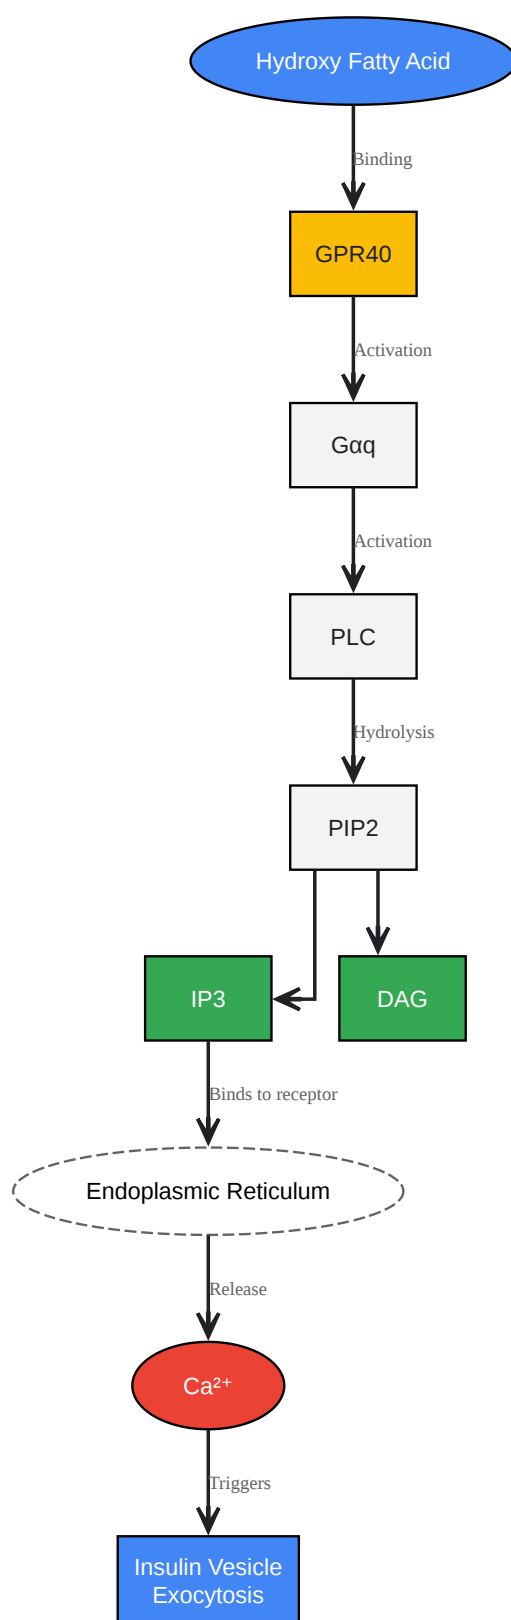 Hydroxy Fatty Acid
Binding
GPR40
Activation
Gαq
Activation
PLC
Hydrolysis
PIP2
IP3
DAG
Binds to receptor
Endoplasmic Reticulum
Release
Ca²⁺
Triggers
Insulin Vesicle
Exocytosis